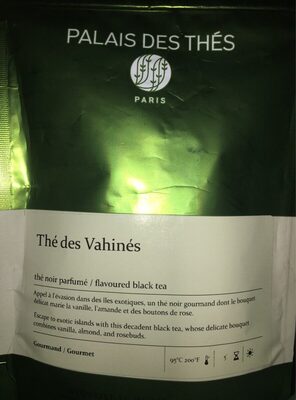 PALAIS DES THÉS
PARIS
Thé des Vahinés
thé noir parfumé / flavoured black tea
Appel à l'évasion dans des îles exotiques, un thé noir gourmand dont le bouquet
délicat marie la vanille, l'amande et des boutons de rose.
Escape to exotic islands with this decadent black tea, whose delicate bouquet
combines vanilla, almond, and rosebuds.
Gourmand / Gourmet
95°C 200°F 5